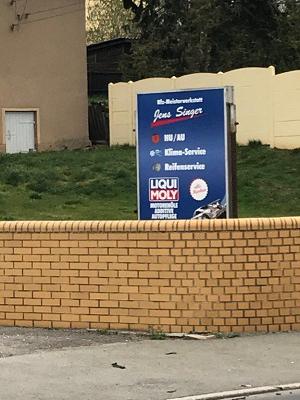 Kfz-Meisterwerkstatt
Jens Singer
HU / AU
Klima-Service
Reifenservice
LIQUI
MOLY
MOTORENÖLE
ADDITIVE
AUTOPFLEGE